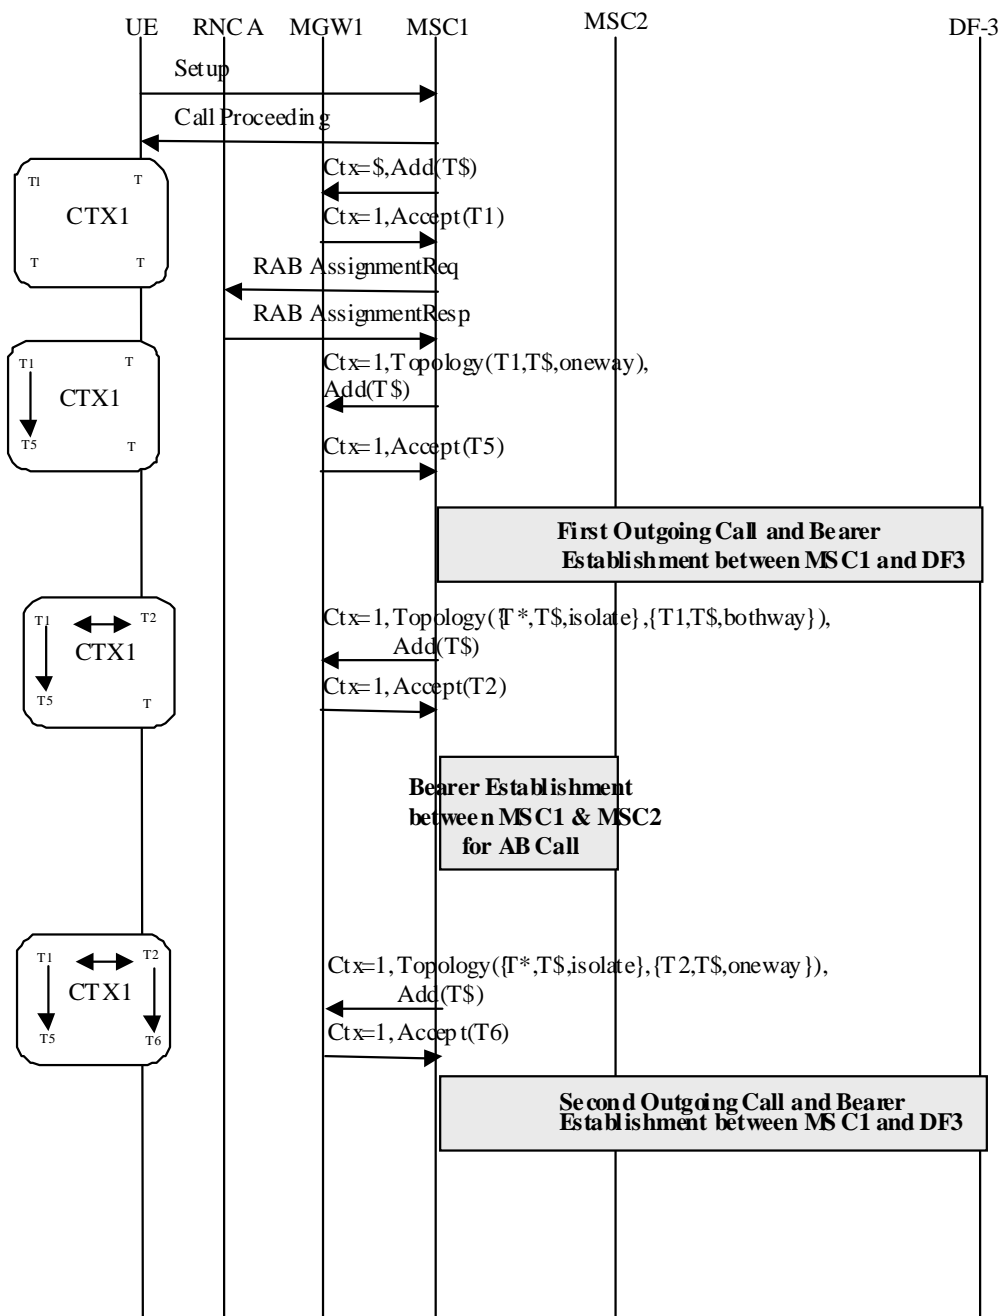 UE RNC A MGW1 MSC1 MSC2 DF-3
Setup
Call Proceeding
Ctx=$,Add(T$)
T1 T
CTX1
T T
Ctx=1,Accept(T1)
RAB AssignmentReq
RAB AssignmentResp
Ctx=1,Topology(T1,T$,oneway),
Add(T$)
T1 T
CTX1
T5 T
Ctx=1,Accept(T5)
First Outgoing Call and Bearer
Establishment between MSC1 and DF3
Ctx=1,Topology({T*,T$,isolate},{T1,T$,bothway}),
Add(T$)
T1 T2
CTX1
T5 T
Ctx=1,Accept(T2)
Bearer Establishment
between MSC1 & MSC2
for AB Call
Ctx=1,Topology({T*,T$,isolate},{T2,T$,oneway}),
Add(T$)
T1 T2
CTX1
T5 T6
Ctx=1,Accept(T6)
Second Outgoing Call and Bearer
Establishment between MSC1 and DF3